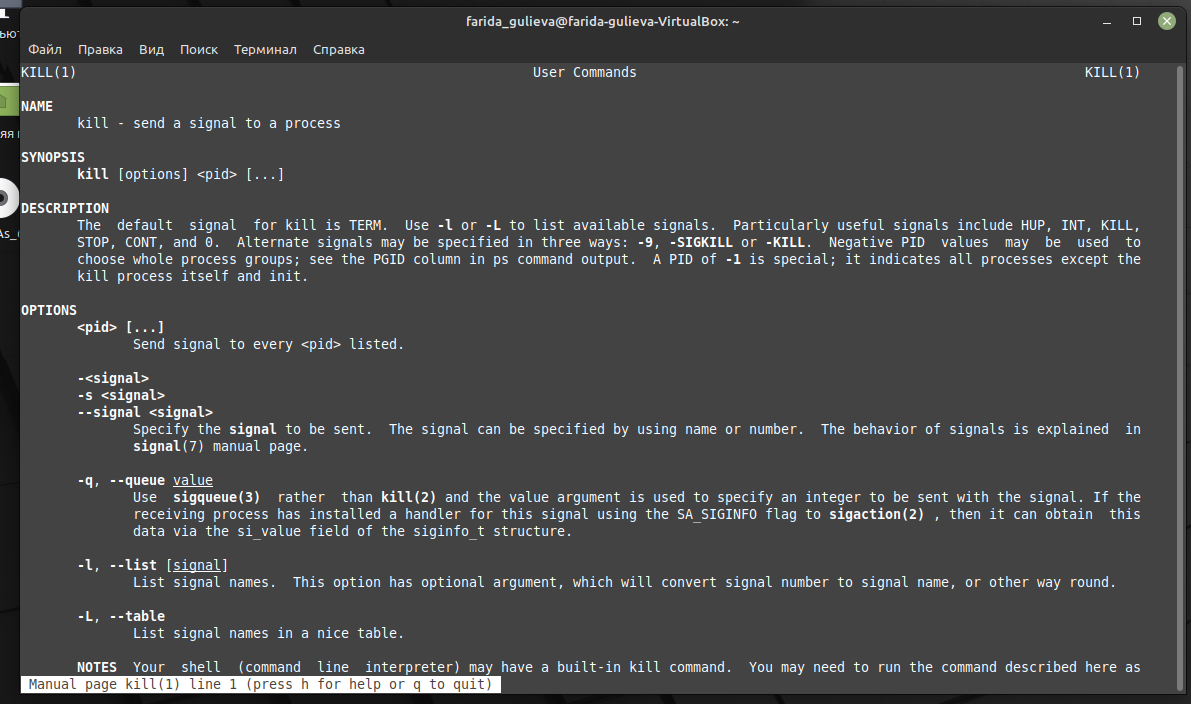 farida_gulieva@farida-gulieva-VirtualBox: ~
Файл Правка Вид Поиск Терминал Справка
KILL(1) User Commands KILL(1)
NAME
kill - send a signal to a process
SYNOPSIS
kill [options] <pid> [...]
DESCRIPTION
The default signal for kill is TERM. Use -l or -L to list available signals. Particularly useful signals include HUP, INT, KILL,
STOP, CONT, and 0. Alternate signals may be specified in three ways: -9, -SIGKILL or -KILL. Negative PID values may be used to
choose whole process groups; see the PGID column in ps command output. A PID of -1 is special; it indicates all processes except the
kill process itself and init.
OPTIONS
<pid> [...]
Send signal to every <pid> listed.
-<signal>
-s <signal>
--signal <signal>
Specify the signal to be sent. The signal can be specified by using name or number. The behavior of signals is explained in
signal(7) manual page.
-q, --queue value
Use sigqueue(3) rather than kill(2) and the value argument is used to specify an integer to be sent with the signal. If the
receiving process has installed a handler for this signal using the SA_SIGINFO flag to sigaction(2) , then it can obtain this
data via the si_value field of the siginfo_t structure.
-l, --list [signal]
List signal names. This option has optional argument, which will convert signal number to signal name, or other way round.
-L, --table
List signal names in a nice table.
NOTES Your shell (command line interpreter) may have a built-in kill command. You may need to run the command described here as
Manual page kill(1) line 1 (press h for help or q to quit)